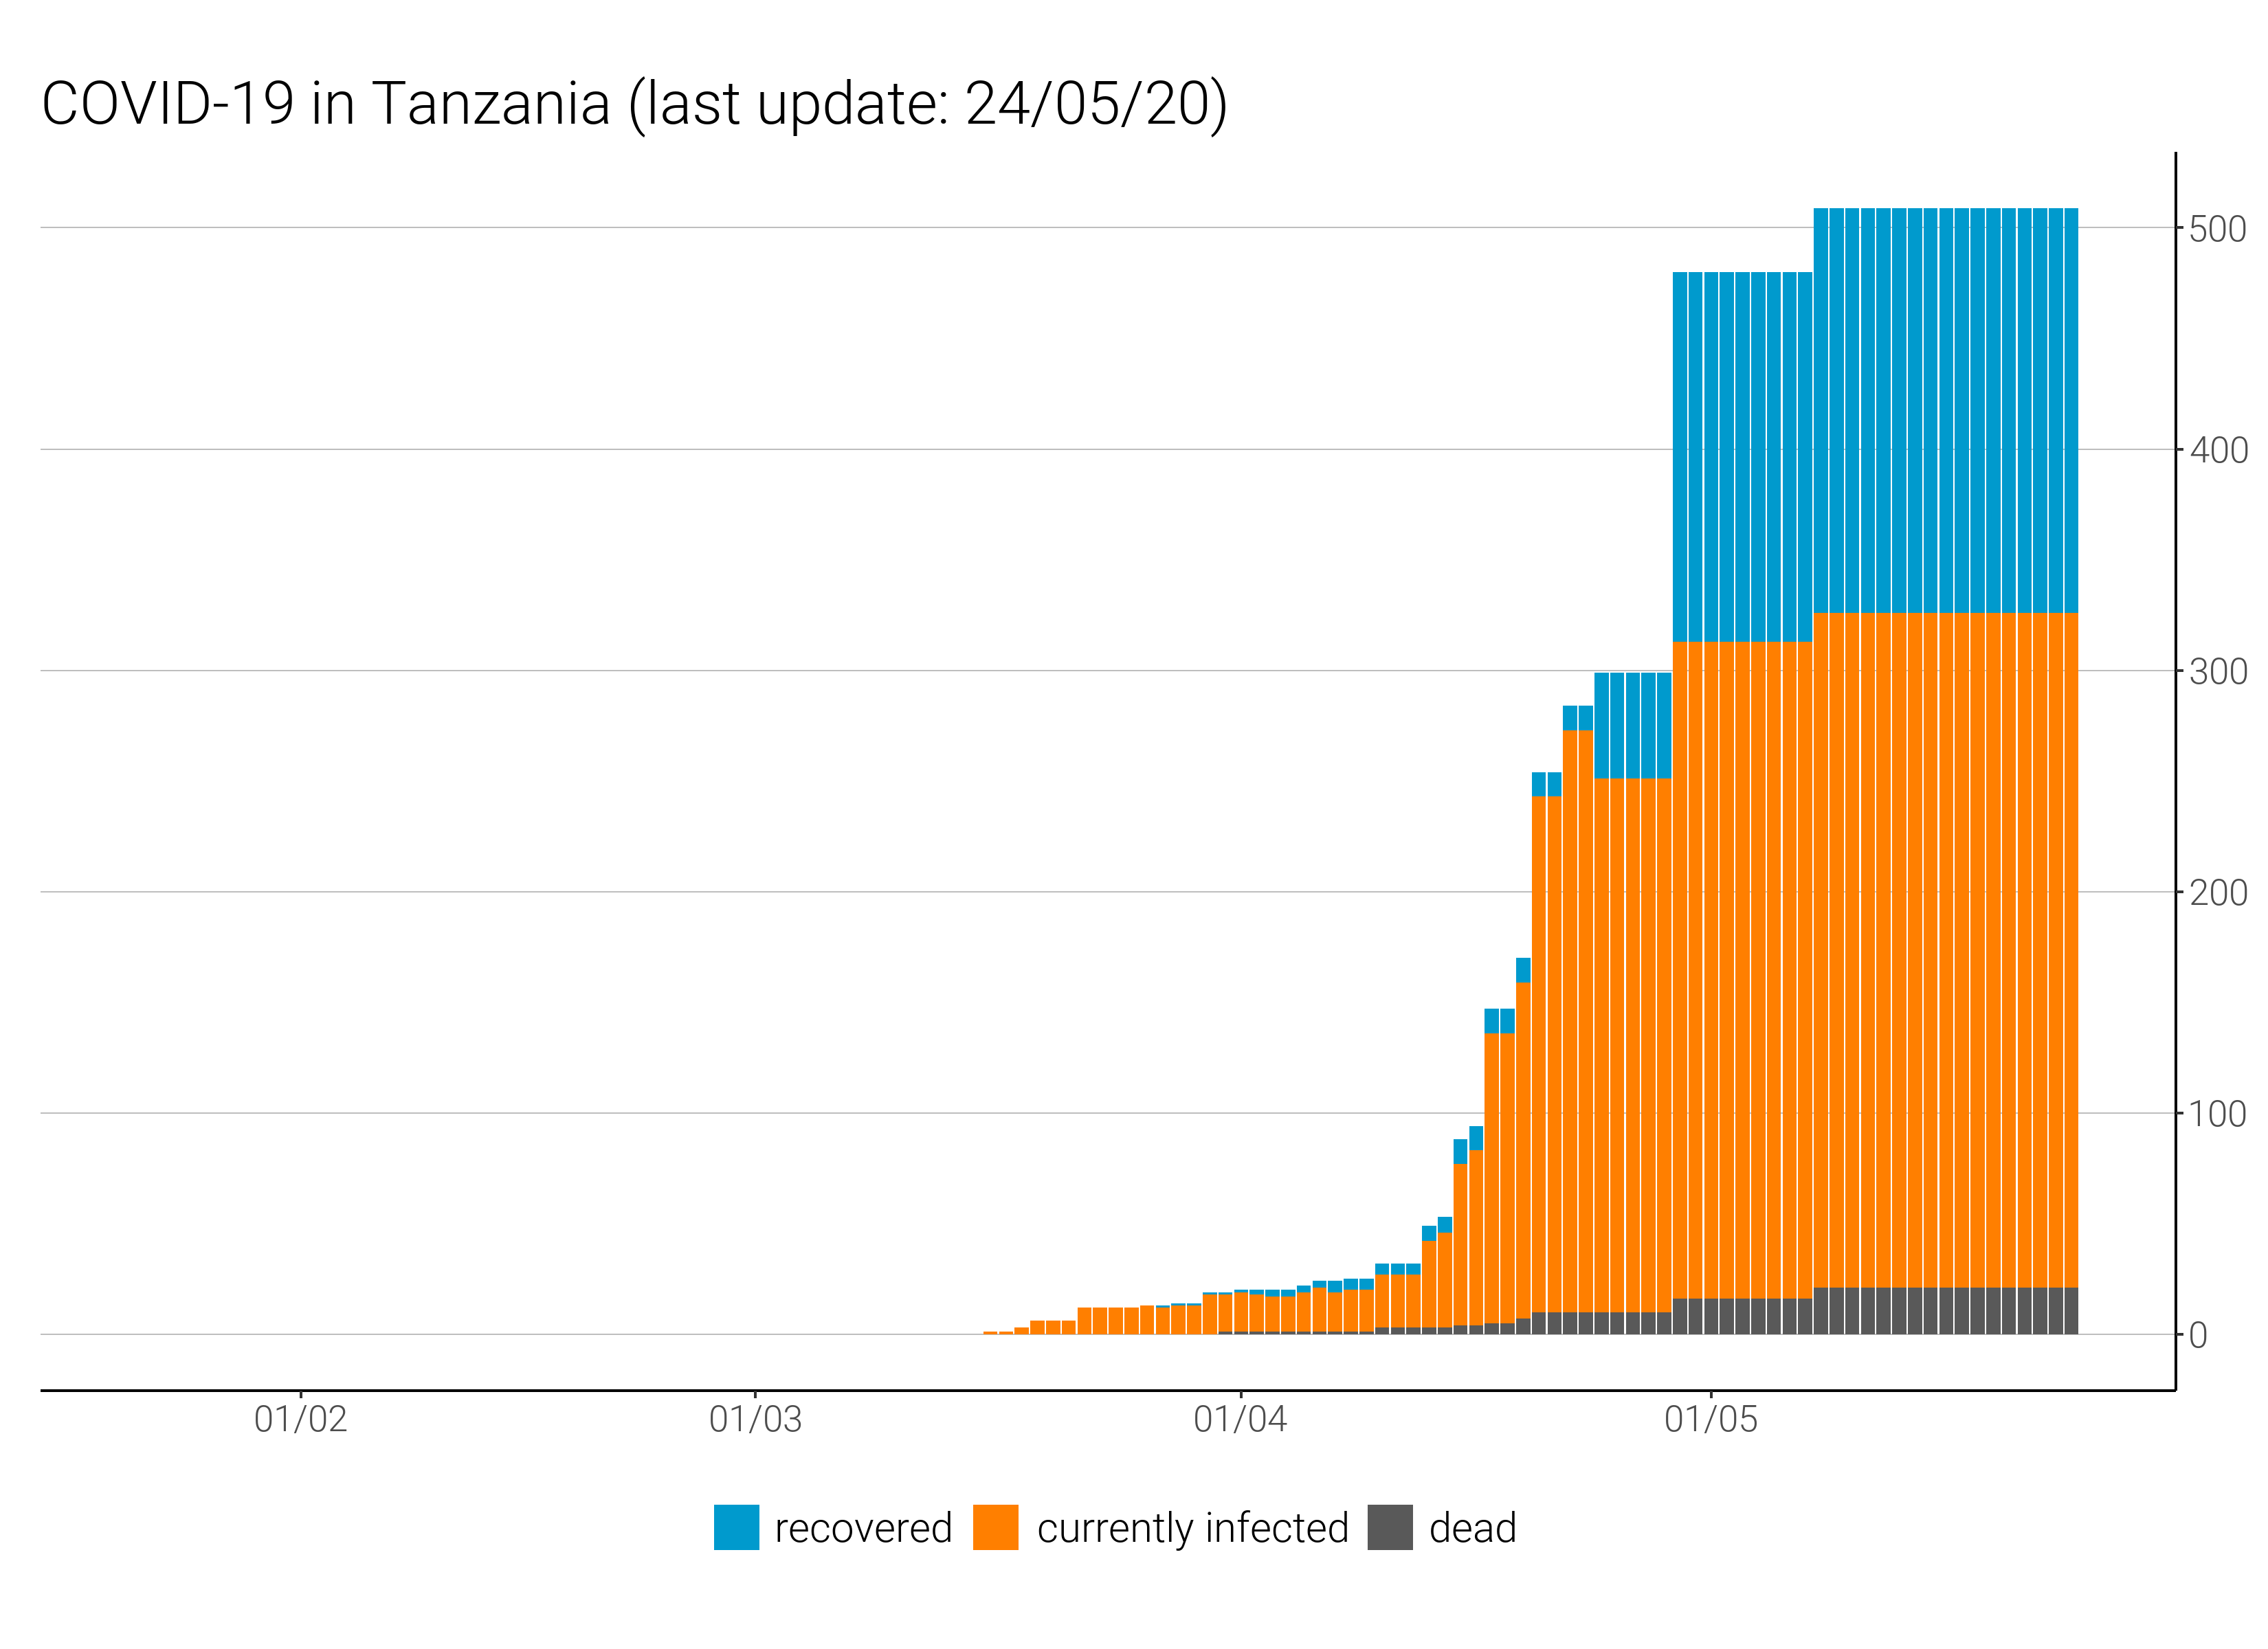 COVID-19 in Tanzania (last update: 24/05/20)
500
400
300
200
100
0
01/02 01/03 01/04 01/05
recovered currently infected dead